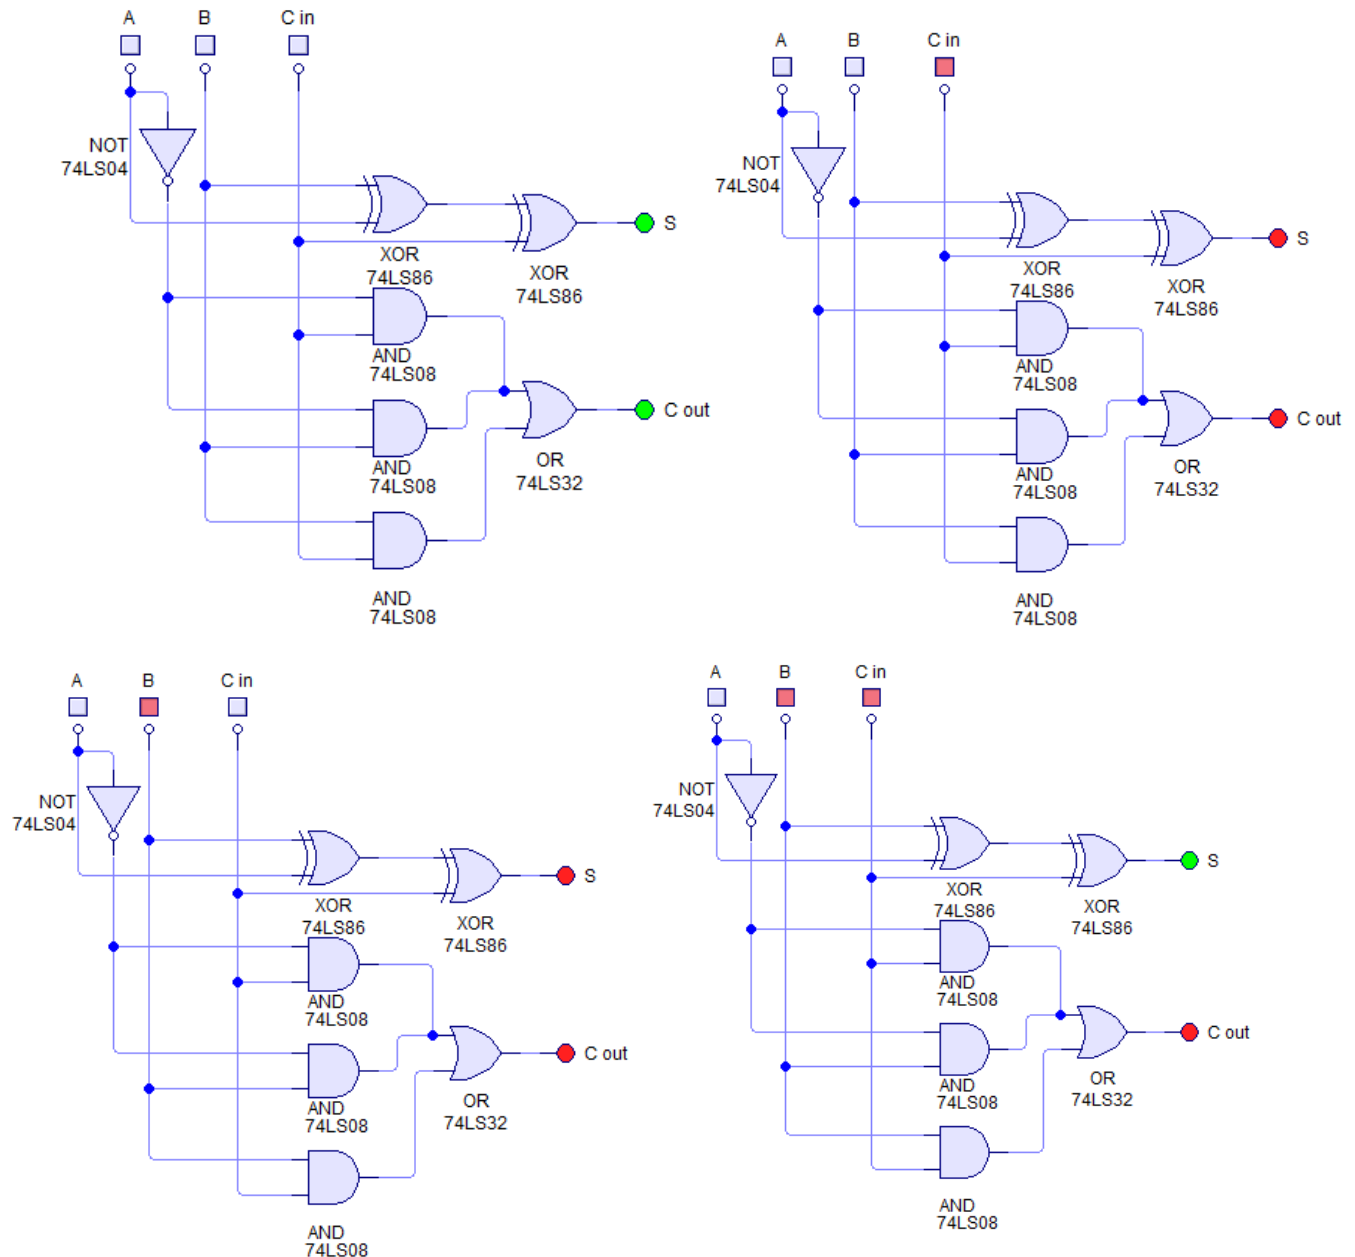 A B C in
NOT
74LS04
S
XOR
74LS86
XOR
74LS86
AND
74LS08
C out
AND
74LS08
OR
74LS32
AND
74LS08
A B C in
NOT
74LS04
S
XOR
74LS86
XOR
74LS86
AND
74LS08
C out
AND
74LS08
OR
74LS32
AND
74LS08
A B C in
NOT
74LS04
S
XOR
74LS86
XOR
74LS86
AND
74LS08
C out
AND
74LS08
OR
74LS32
AND
74LS08
A B C in
NOT
74LS04
S
XOR
74LS86
XOR
74LS86
AND
74LS08
C out
AND
74LS08
OR
74LS32
AND
74LS08